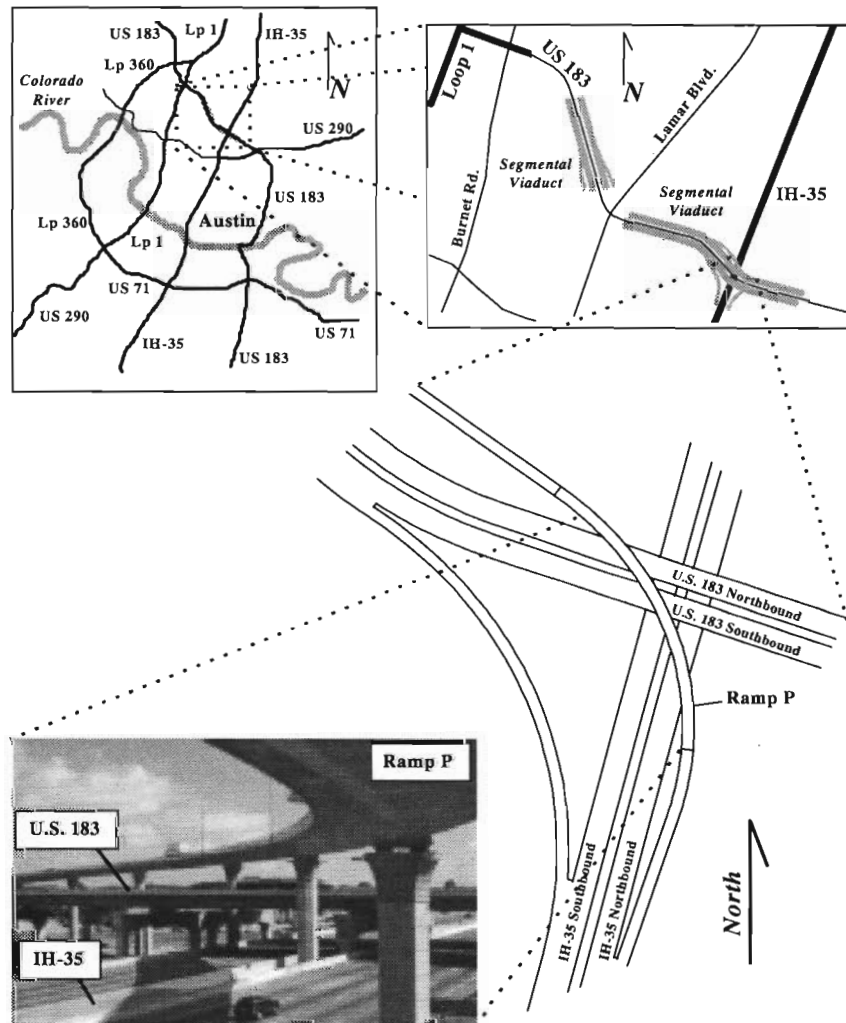 US 183
Lp 1
IH-35
Lp 360
N
Colorado
River
US 290
US 183
Austin
Lp 360
Lp 1
US 71
US 290
US 71
IH-35
US 183
Loop 1
US 183
N
Lamar Blvd.
Segmental
Viaduct
Burnet Rd.
Segmental
Viaduct
IH-35
U.S. 183 Northbound
U.S. 183 Southbound
Ramp P
IH-35 Southbound
IH-35 Northbound
North
Ramp P
U.S. 183
IH-35